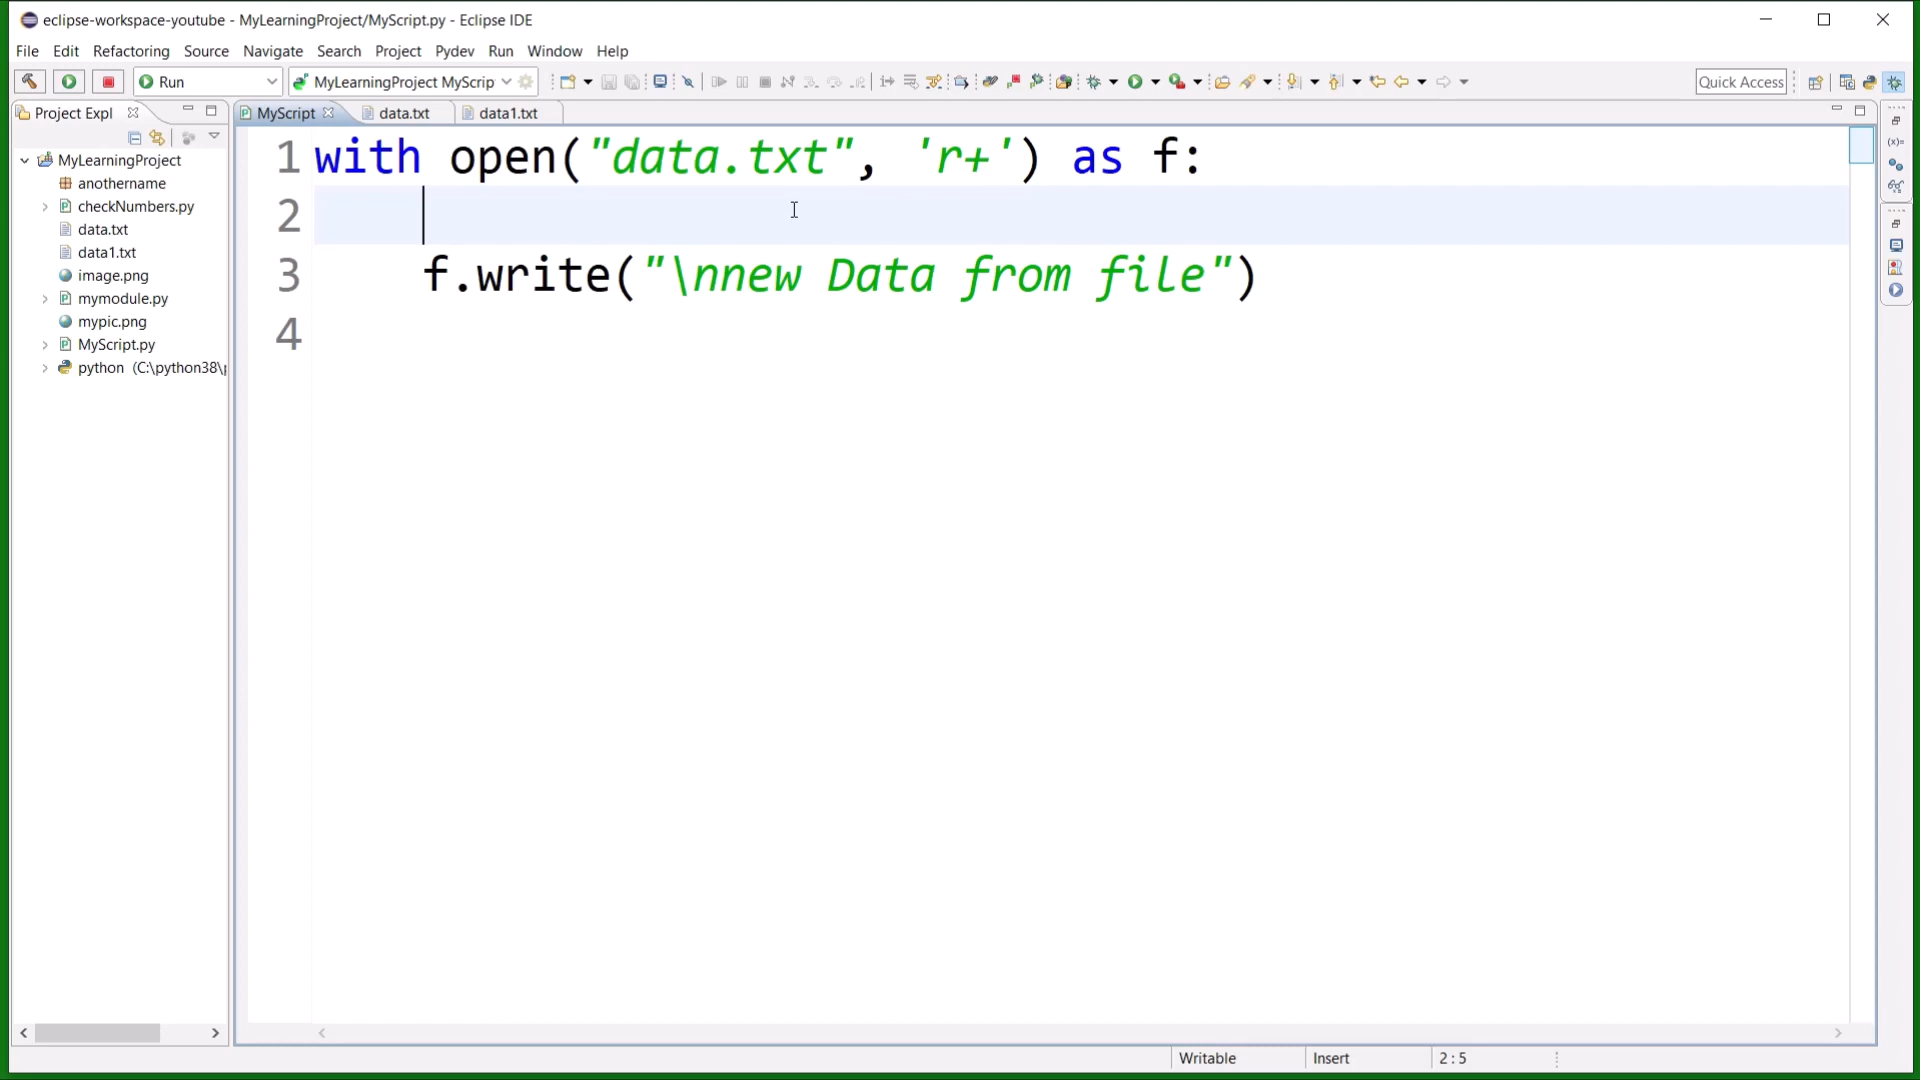 eclipse-workspace-youtube - MyLearningProject/MyScript.py - Eclipse IDE
File Edit Refactoring Source Navigate Search Project Pydev Run Window Help
Run MyLearningProject MyScrip Quick Access
Project Expl MyScript data.txt data1.txt
MyLearningProject
anothername
checkNumbers.py
data.txt
data1.txt
image.png
mymodule.py
mypic.png
MyScript.py
python (C:\python38\
1 with open("data.txt", 'r+') as f:
2
3 f.write("\nnew Data from file")
4
Writable Insert 2 : 5